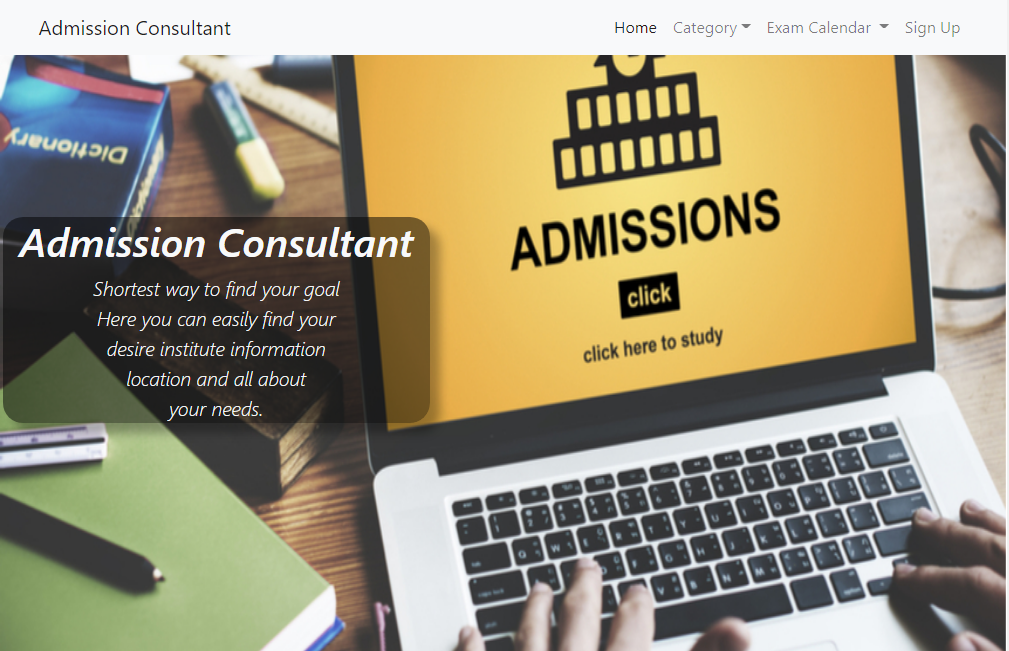 Admission Consultant
Home Category Exam Calendar Sign Up
Dictionary
ADMISSIONS
click
click here to study
Admission Consultant
Shortest way to find your goal
Here you can easily find your
desire institute information
location and all about
your needs.